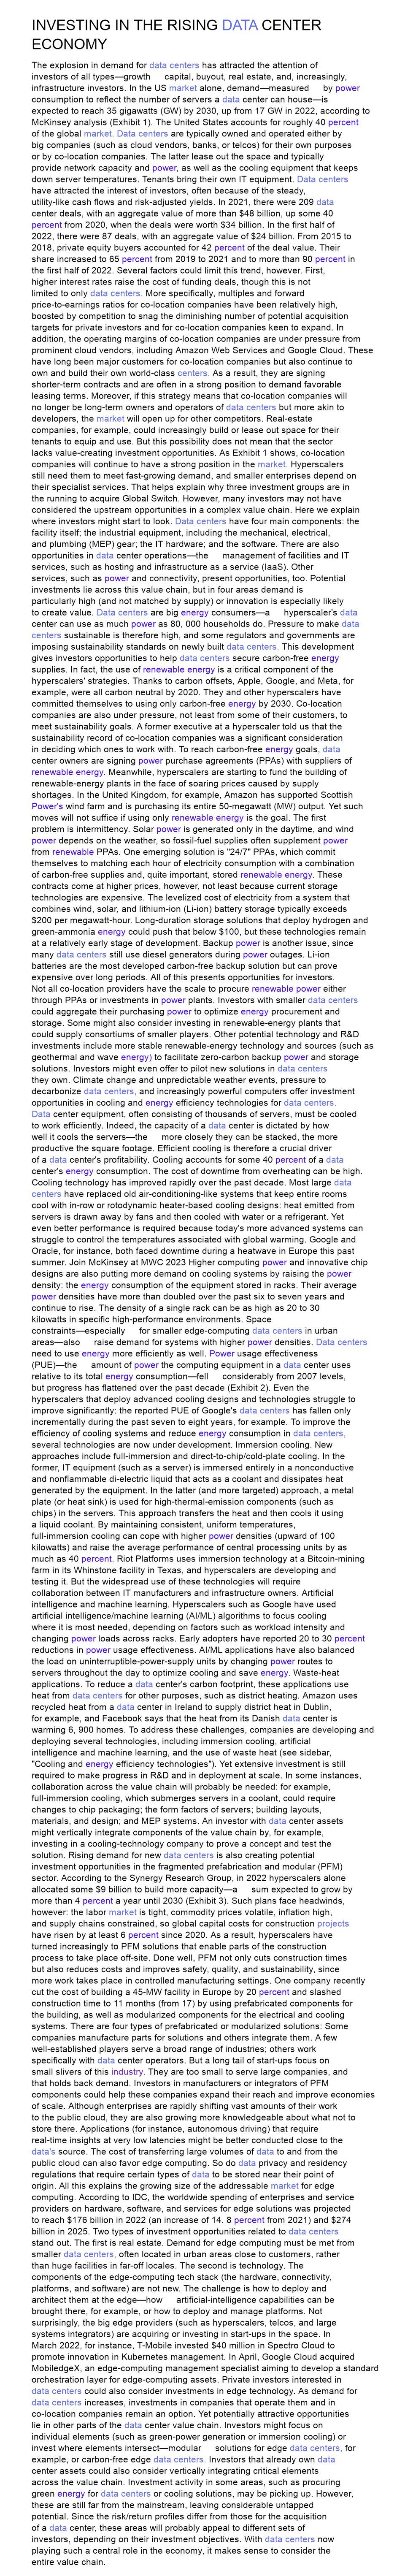 INVESTING IN THE RISING DATA CENTER
ECONOMY
The explosion in demand for data centers has attracted the attention of
investors of all types—growth capital, buyout, real estate, and, increasingly,
infrastructure investors. In the US market alone, demand—measured by power
consumption to reflect the number of servers a data center can house—is
expected to reach 35 gigawatts (GW) by 2030, up from 17 GW in 2022, according to
McKinsey analysis (Exhibit 1). The United States accounts for roughly 40 percent
of the global market. Data centers are typically owned and operated either by
big companies (such as cloud vendors, banks, or telcos) for their own purposes
or by co-location companies. The latter lease out the space and typically
provide network capacity and power, as well as the cooling equipment that keeps
down server temperatures. Tenants bring their own IT equipment. Data centers
have attracted the interest of investors, often because of the steady,
utility-like cash flows and risk-adjusted yields. In 2021, there were 209 data
center deals, with an aggregate value of more than $48 billion, up some 40
percent from 2020, when the deals were worth $34 billion. In the first half of
2022, there were 87 deals, with an aggregate value of $24 billion. From 2015 to
2018, private equity buyers accounted for 42 percent of the deal value. Their
share increased to 65 percent from 2019 to 2021 and to more than 90 percent in
the first half of 2022. Several factors could limit this trend, however. First,
higher interest rates raise the cost of funding deals, though this is not
limited to only data centers. More specifically, multiples and forward
price-to-earnings ratios for co-location companies have been relatively high,
boosted by competition to snag the diminishing number of potential acquisition
targets for private investors and for co-location companies keen to expand. In
addition, the operating margins of co-location companies are under pressure from
prominent cloud vendors, including Amazon Web Services and Google Cloud. These
have long been major customers for co-location companies but also continue to
own and build their own world-class centers. As a result, they are signing
shorter-term contracts and are often in a strong position to demand favorable
leasing terms. Moreover, if this strategy means that these companies will
no longer be long-term owners and operators of data centers but more akin to
developers, the market will open up for other competitors. Real-estate
companies, for example, could increasingly build or lease out space for their
tenants to equip and use. But this possibility does not mean that the sector
lacks value-creating investment opportunities. As Exhibit 1 shows, co-location
companies will continue to have a strong position in the market. Hyperscalers
still need them to meet fast-growing demand, and smaller enterprises depend on
their specialist services. That helps explain why three investment groups are in
the running to acquire Global Switch. However, many investors may not have
considered the upstream opportunities in a complex value chain. Here we explain
where investors might start to look. Data centers have four main components: the
facility itself; the industrial equipment, including the mechanical, electrical,
and plumbing (MEP) gear; the IT hardware; and the software. There are also
opportunities in data center operations—the management of facilities and IT
services, such as hosting and infrastructure as a service (IaaS). Other
services, such as power and connectivity, present opportunities, too. Potential
investments lie across this value chain, but in four areas demand is
particularly high (and not matched by supply) or innovation is especially likely
to create value. Data centers are big energy consumers—a hyperscaler's data
center can use as much power as 80, 000 households do. Pressure to make data
centers sustainable is therefore high, and some regulators and governments are
imposing sustainability standards on newly built data centers. This development
gives investors opportunities to help data centers secure carbon-free energy
supplies. In fact, the use of renewable energy is a critical component of the
hyperscalers' strategies. Thanks to carbon offsets, Apple, Google, and Meta, for
example, were all carbon neutral by 2020. They and other hyperscalers have
committed themselves to using only carbon-free energy by 2030. Co-location
companies are also under pressure, not least from some of their customers, to
meet sustainability goals. A former executive at a hyperscaler told us that the
sustainability record of co-location companies was a significant consideration
in deciding which ones to work with. To reach carbon-free energy goals, data
center owners are signing power purchase agreements (PPAs) with suppliers of
renewable energy. Meanwhile, hyperscalers are starting to fund the building of
renewable-energy plants in the face of soaring prices caused by supply
shortages. In the United Kingdom, for example, Amazon has supported Scottish
Power's wind farm and is purchasing its entire 50-megawatt (MW) output. Yet such
moves will not suffice if using only renewable energy is the goal. The first
problem is intermittency. Solar power is generated only in the daytime, and wind
power depends on the weather, so fossil-fuel supplies often supplement power
from renewable PPAs. One emerging solution is "24/7" PPAs, which commit
themselves to matching each hour of electricity consumption with a combination
of carbon-free supplies and, quite important, stored renewable energy. These
contracts involve higher prices, however, not least because current storage
technologies are expensive. The levelized cost of electricity from a system that
combines wind, solar, and lithium-ion (Li-ion) battery storage typically exceeds
$200 per megawatt-hour. Long-duration storage solutions that deploy hydrogen and
green-ammonia energy could push that below $100, but these technologies remain
at a relatively early stage of development. Backup power is another issue, since
many data centers still use diesel generators during power outages. Li-ion
batteries are the most developed carbon-free backup solution but can prove
expensive over long periods. All of this presents opportunities for investors.
Not all co-location providers have the scale to procure renewable power either
through PPAs or investments in power plants. Investors with smaller data centers
could aggregate their purchasing power to optimize energy procurement and
storage. Some might also consider investing in renewable-energy plants that
could supply consortiums of smaller players. Other potential technology and R&D
investments include more stable renewable-energy technology and sources (such as
geothermal and wave energy) to facilitate zero-carbon backup power and storage
solutions. Investors might even offer to pilot new solutions in data centers
they own. Climate change and unpredictable weather events, pressure to
decarbonize data centers, and increasingly powerful computers offer investment
opportunities in cooling and energy efficiency technologies for data centers.
Data center equipment, often consisting of thousands of servers, must be cooled
to work efficiently. Indeed, the capacity of a data center is dictated by how
well it cools the servers—the more closely they can be stacked, the more
productive the square footage. Efficient cooling is therefore a crucial driver
of a data center's profitability. Cooling accounts for some 40 percent of a data
center's energy consumption. The cost of downtime from overheating can be high.
Cooling technology has improved rapidly over the past decade. Most large data
centers have replaced old air-conditioning-like systems that keep entire rooms
cool with in-row or rotodynamic heater-based cooling designs: heat emitted from
servers is drawn away by fans and then cooled with water or a refrigerant. Yet
even better performance is required because today's more advanced systems can
struggle to control the temperatures associated with global warming. Google and
Oracle, for instance, both faced downtime during a heatwave in Europe this past
summer. Join McKinsey at MWC 2023 Higher computing power and innovative chip
designs are also putting more demand on cooling systems by raising the power
density: the energy consumption of the equipment stored in racks. Their average
power densities have more than doubled over the past six to seven years and
continue to rise. The density of a single rack can be as high as 20 to 30
kilowatts in specific high-performance environments. Some
constraints—especially for smaller edge-computing data centers in urban
areas—also raise demand for systems with higher power densities. Data centers
need to use energy more efficiently as well. Power usage effectiveness
(PUE)—the amount of power the computing equipment in a data center uses
relative to its total energy consumption—fell considerably from 2007 levels,
but progress has flattened over the past decade (Exhibit 2). Even the
hyperscalers that deploy advanced cooling designs and technologies struggle to
improve significantly: the reported PUE of Google's data centers has fallen only
incrementally during the past seven to eight years, for example. To improve the
efficiency of cooling systems and reduce energy consumption in data centers,
several technologies are now under development. Immersion cooling. New
approaches include full-immersion and direct-to-chip/cold-plate cooling. In the
former, IT equipment (such as a server) is immersed entirely in a nonconductive
and nonflammable di-electric liquid that acts as a coolant and dissipates heat
generated by the equipment. In the latter (and more targeted) approach, a metal
plate (or heat sink) is used for high-thermal-emission components (such as
chips) in the servers. This approach transfers the heat and then cools it using
a liquid coolant. By maintaining consistent, uniform temperatures,
full-immersion cooling can cope with higher power densities (upward of 100
kilowatts) and raise the average performance of central processing units by as
much as 40 percent. Riot Platforms uses immersion technology at a Bitcoin-mining
farm in its Whinstone facility in Texas, and hyperscalers are developing and
testing it. But the widespread use of these technologies will require
collaboration between IT manufacturers and infrastructure owners. Artificial
intelligence and machine learning. Hyperscalers such as Google have used
artificial intelligence/machine learning (AI/ML) algorithms to focus cooling
where it is most needed, depending on factors such as workload intensity and
changing power loads across racks. Early adopters have reported 20 to 30 percent
reductions in power usage effectiveness. AI/ML applications have also balanced
the load on uninterruptible-power-supply units by changing power routes to
servers throughout the day to optimize cooling and save energy. Waste-heat
applications. To produce a data center's carbon footprint, these applications use
heat from data centers for other purposes, such as district heating. Amazon uses
recycled heat from a data center in Ireland to supply district heat in Dublin,
for example, and Facebook says that the heat from its Danish data center is
warming 6, 900 homes. To address these challenges, companies are developing and
deploying several technologies, including immersion cooling, artificial
intelligence and machine learning, and the use of waste heat (see sidebar,
"Cooling and energy efficiency technologies"). Yet extensive investment is still
required to make progress in R&D and in deployment at scale. In some instances,
collaboration across the value chain will probably be needed: for example,
full-immersion cooling, which submerges servers in a coolant, could require
changes to chip packaging; the form factors of servers; building layouts,
materials, and design; and MEP systems. An investor with data center assets
might vertically integrate components of the value chain by, for example,
investing in a cooling-technology company to prove a concept and test the
solution. Rising demand for new data centers is also creating potential
investment opportunities in the fragmented prefabricated and modular (PFM)
sector. According to the Synergy Research Group, in 2022 hyperscalers alone
allocated some $9 billion to build more capacity—a sum expected to grow by
more than 4 percent a year until 2030 (Exhibit 3). Such plans face headwinds,
however: the labor market is tight, commodity prices volatile, inflation high,
and supply chains constrained, so global capital costs for construction projects
have risen by at least 6 percent since 2020. As a result, hyperscalers have
turned increasingly to PFM solutions that enable parts of the construction
process to take place off-site. Done well, PFM not only cuts construction times
but also reduces costs and improves safety, quality, and sustainability, since
more work takes place in controlled manufacturing settings. One company recently
cut the cost of building a 45-MW facility in Europe by 20 percent and slashed
construction time to 11 months (from 17) by using prefabricated components for
the building, as well as modularized components for the electrical and cooling
systems. There are four types of prefabricated or modularized solutions: Some
companies manufacture parts for solutions and others integrate them. A few
well-established players serve a broad range of industries; others work
specifically with data center operators. But a long tail of start-ups focus on
small slivers of this industry. They are too small to serve large companies, and
that holds back demand. Investors in manufacturers or integrators of PFM
components could help these companies expand their reach and improve economies
of scale. Although enterprises are rapidly shifting vast amounts of their work
to the public cloud, they are also growing more knowledgeable about what not to
store there. Applications (for instance, autonomous driving) that require
real-time insights at very low latencies might be better conducted close to the
data's source. The cost of transferring large volumes of data to and from the
public cloud can also favor edge computing. So do data privacy and residency
regulations that require certain types of data to be stored near their point of
origin. All this explains the growing size of the addressable market for edge
computing. According to IDC, the worldwide spending of enterprises and service
providers on hardware, software, and services for edge solutions was projected
to reach $176 billion in 2022 (an increase of 14. 8 percent from 2021) and $274
billion in 2025. Two types of investment opportunities related to data centers
stand out. The first is real estate. Demand for edge computing must be met from
smaller data centers, often located in urban areas close to customers, rather
than huge facilities in far-off locales. The second is technology. The
components of the edge-computing tech stack (the hardware, connectivity,
platforms, and software) are not new. The challenge is how to deploy and
architect them at the edge—how artificial-intelligence capabilities can be
brought there, for example, or how to deploy and manage platforms. Not
surprisingly, the big edge providers (such as hyperscalers, telcos, and large
systems integrators) are acquiring or investing in start-ups in the space. In
March 2022, for instance, T-Mobile invested $40 million in Spectro Cloud to
promote innovation in Kubernetes management. In April, Google Cloud acquired
MobiledgeX, an edge-computing management specialist aiming to develop a standard
orchestration layer for edge-computing assets. Private investors interested in
data centers could also consider investments in edge technology. As demand for
data centers increases, investments in companies that operate them and in
co-location companies remain an option. Yet potentially attractive opportunities
lie in other parts of the data center value chain. Investors might focus on
individual elements (such as green-power generation or immersion cooling) or
invest where elements intersect—modular solutions for edge data centers, for
example, or carbon-free edge data centers. Investors that already own data
center assets could also consider vertically integrating critical elements
across the value chain. Investment activity in some areas, such as procuring
green energy for data centers or cooling solutions, may be picking up. However,
these are still far from the mainstream, leaving considerable untapped
potential. Since the risk/return profiles differ from those for the acquisition
of a data center, these areas will probably appeal to different sets of
investors, depending on their investment objectives. With data centers now
playing such a central role in the economy, it makes sense to consider the
entire value chain.